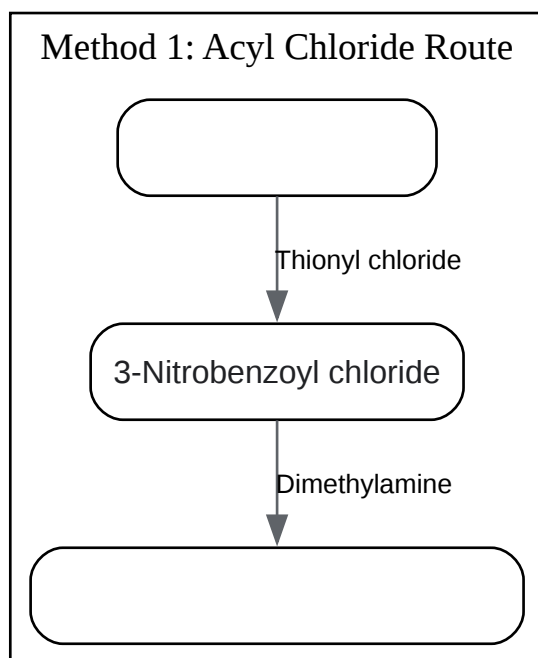 Method 1: Acyl Chloride Route
Thionyl chloride
3-Nitrobenzoyl chloride
Dimethylamine